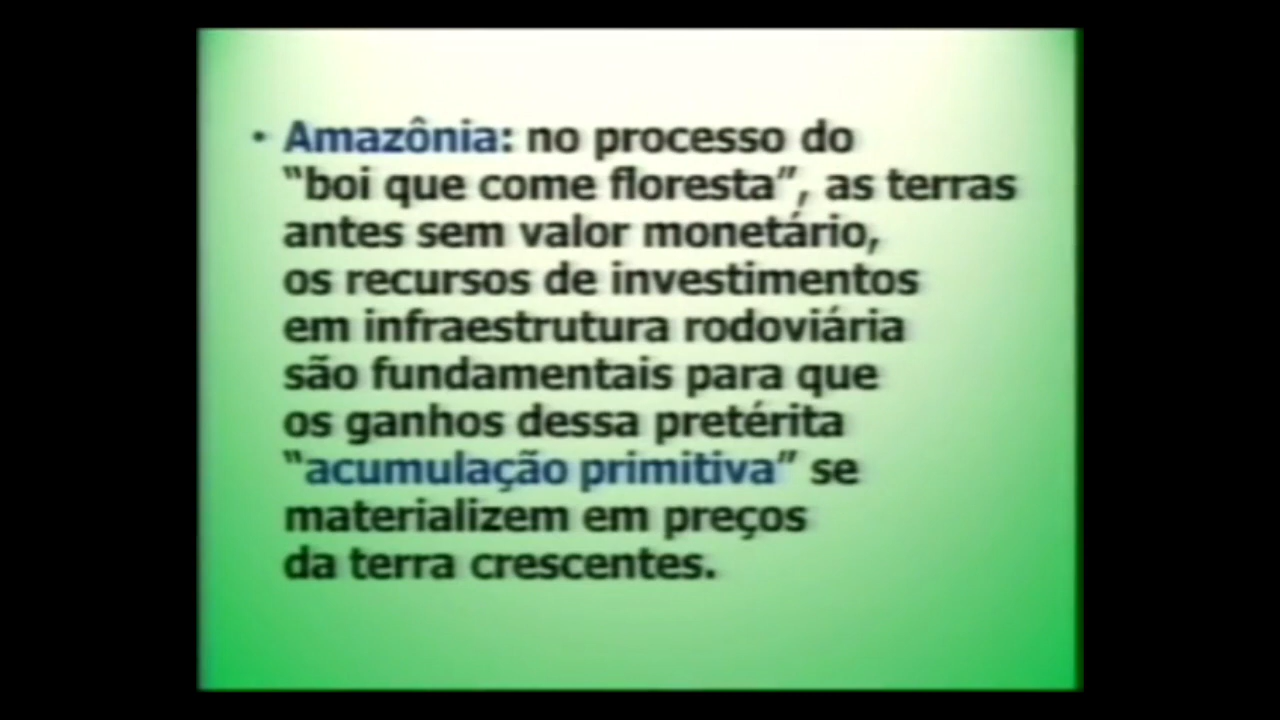 • Amazônia: no processo do
“boi que come floresta”, as terras
antes sem valor monetário,
os recursos de investimentos
em infraestrutura rodoviária
são fundamentais para que
os ganhos dessa pretérita
“acumulação primitiva” se
materializem em preços
da terra crescentes.